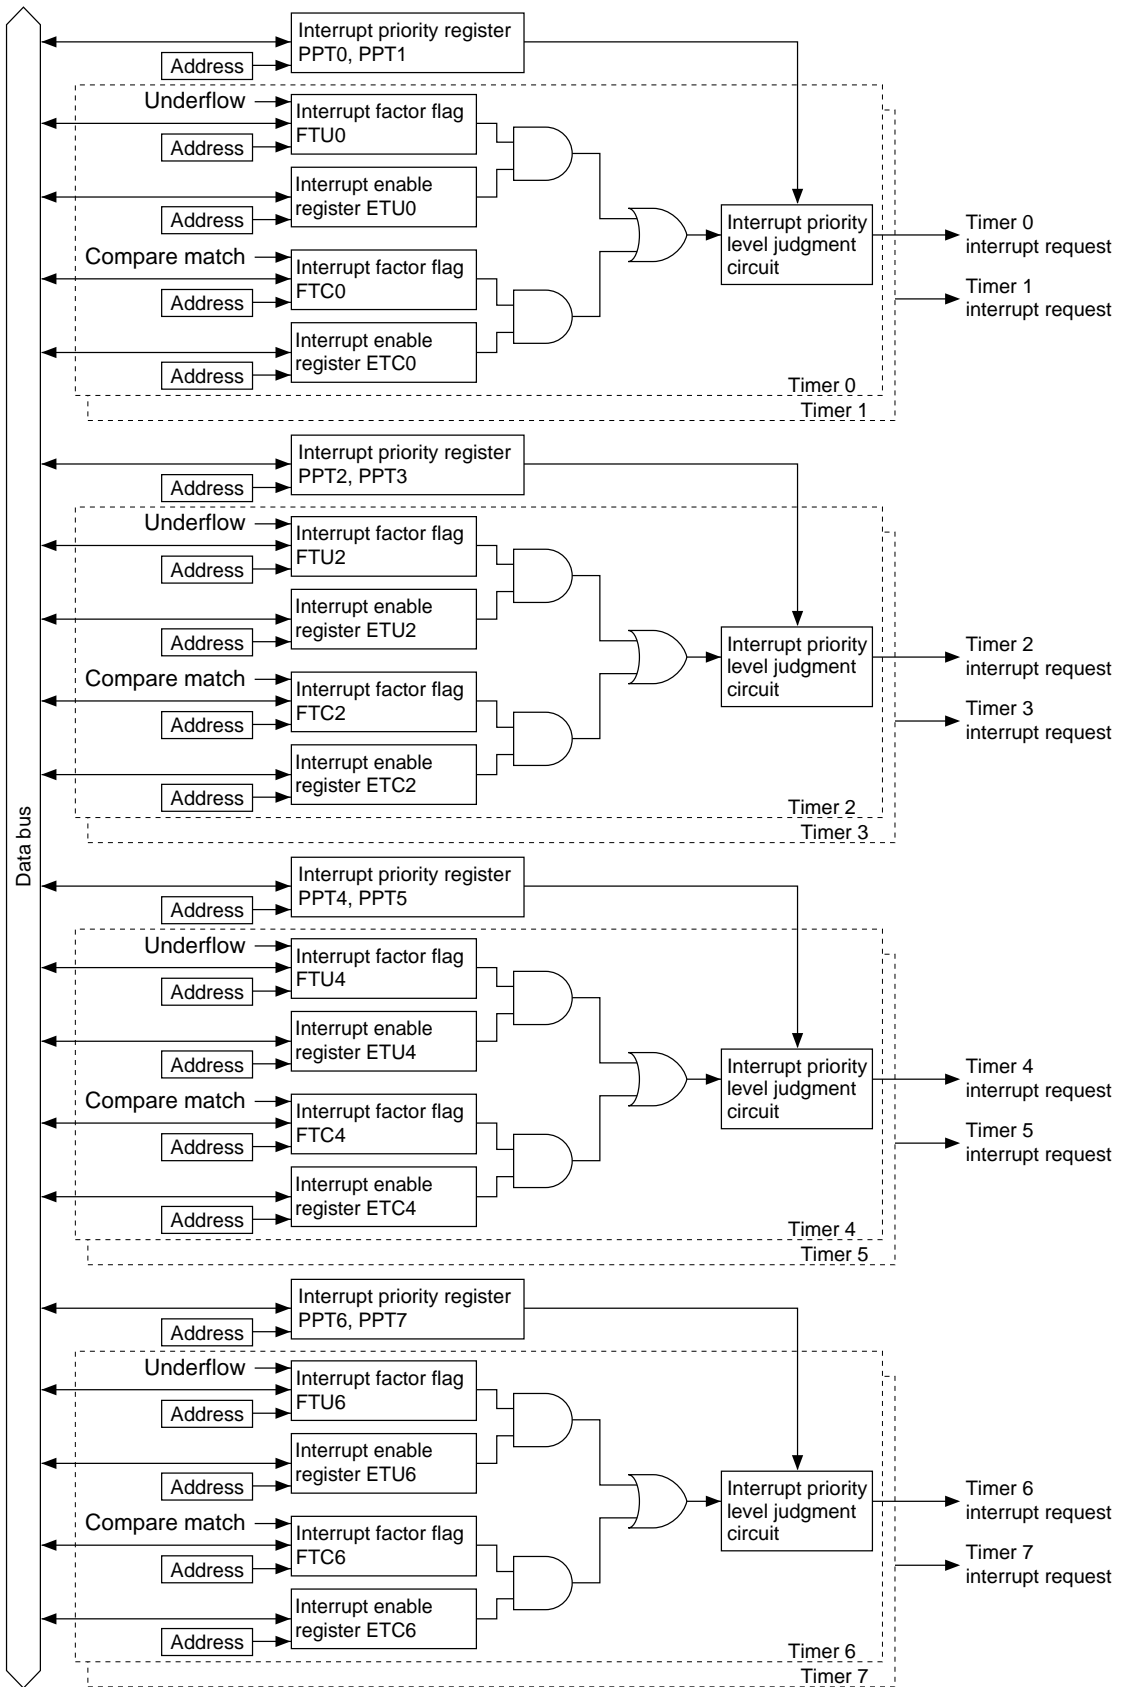 Interrupt priority register
PPT0, PPT1
Address
Underflow
Interrupt factor flag
FTU0
Address
Interrupt enable
register ETU0
Address
Compare match
Interrupt factor flag
FTC0
Address
Interrupt enable
register ETC0
Address
Interrupt priority
level judgment
circuit
Timer 0
interrupt request
Timer 1
interrupt request
Timer 0
Timer 1
Interrupt priority register
PPT2, PPT3
Address
Underflow
Interrupt factor flag
FTU2
Address
Interrupt enable
register ETU2
Address
Compare match
Interrupt factor flag
FTC2
Address
Interrupt enable
register ETC2
Address
Interrupt priority
level judgment
circuit
Timer 2
interrupt request
Timer 3
interrupt request
Timer 2
Timer 3
Data bus
Interrupt priority register
PPT4, PPT5
Address
Underflow
Interrupt factor flag
FTU4
Address
Interrupt enable
register ETU4
Address
Compare match
Interrupt factor flag
FTC4
Address
Interrupt enable
register ETC4
Address
Interrupt priority
level judgment
circuit
Timer 4
interrupt request
Timer 5
interrupt request
Timer 4
Timer 5
Interrupt priority register
PPT6, PPT7
Address
Underflow
Interrupt factor flag
FTU6
Address
Interrupt enable
register ETU6
Address
Compare match
Interrupt factor flag
FTC6
Address
Interrupt enable
register ETC6
Address
Interrupt priority
level judgment
circuit
Timer 6
interrupt request
Timer 7
interrupt request
Timer 6
Timer 7